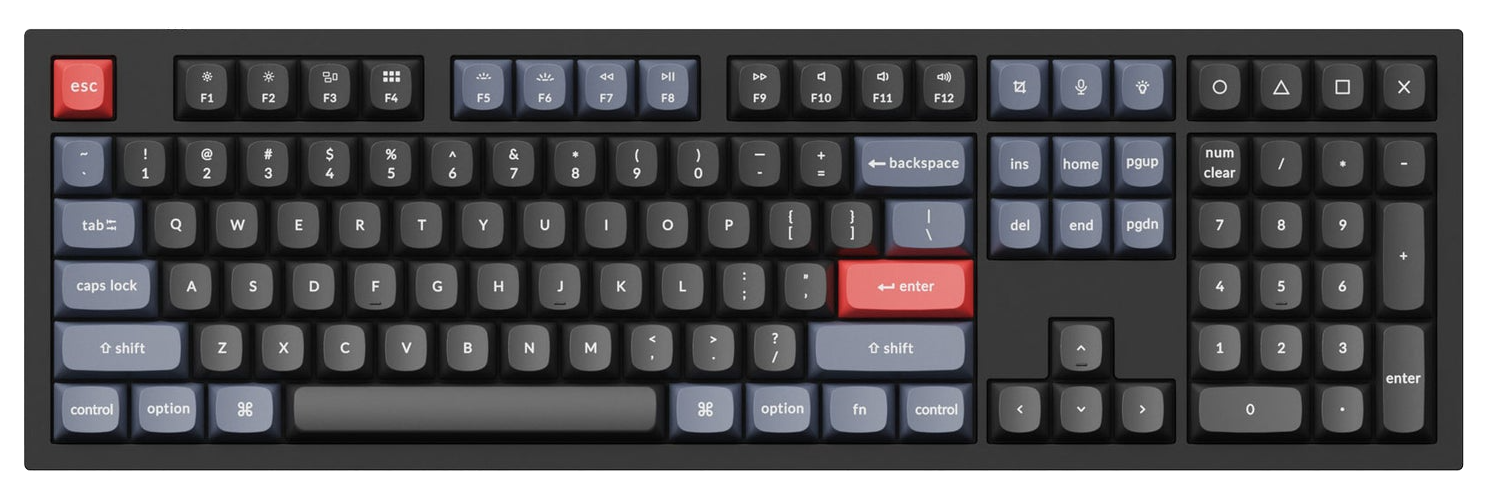 esc F1 F2 F3 F4 F5 F6 F7 F8 F9 F10 F11 F12
~ ! @ # $ % ^ & * ( ) — +
` 1 2 3 4 5 6 7 8 9 0 - = ← backspace ins home pgup num / * -
clear
tab Q W E R T Y U I O P { } | del end pgdn 7 8 9 +
[ ] \
caps lock A S D F G H J K L : " ↵ enter 4 5 6
; '
⇧ shift Z X C V B N M < > ? ⇧ shift ^ 1 2 3 enter
, . /
control option ⌘ ⌘ option fn control < ⌄ > 0 .